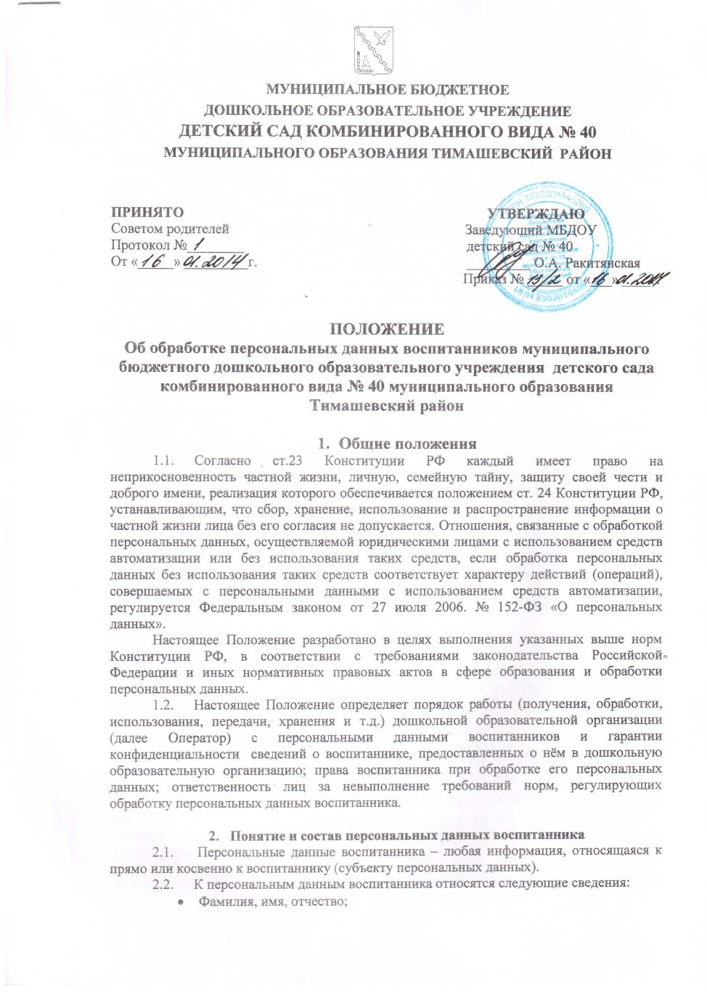 МУНИЦИПАЛЬНОЕ БЮДЖЕТНОЕ
ДОШКОЛЬНОЕ ОБРАЗОВАТЕЛЬНОЕ УЧРЕЖДЕНИЕ
ДЕТСКИЙ САД КОМБИНИРОВАННОГО ВИДА № 40
МУНИЦИПАЛЬНОГО ОБРАЗОВАНИЯ ТИМАШЕВСКИЙ РАЙОН
ПРИНЯТО
Советом родителей
Протокол № 1
От «16» 01.2014 г.
УТВЕРЖДАЮ
Заведующий МБДОУ
детский сад № 40
О.А. Ракитянская
Приказ № 19/2 от «16» 01.2014
ПОЛОЖЕНИЕ
Об обработке персональных данных воспитанников муниципального
бюджетного дошкольного образовательного учреждения детского сада
комбинированного вида № 40 муниципального образования
Тимашевский район
1. Общие положения
1.1. Согласно ст.23 Конституции РФ каждый имеет право на
неприкосновенность частной жизни, личную, семейную тайну, защиту своей чести и
доброго имени, реализация которого обеспечивается положением ст. 24 Конституции РФ,
устанавливающим, что сбор, хранение, использование и распространение информации о
частной жизни лица без его согласия не допускается. Отношения, связанные с обработкой
персональных данных, осуществляемой юридическими лицами с использованием средств
автоматизации или без использования таких средств, если обработка персональных
данных без использования таких средств соответствует характеру действий (операций),
совершаемых с персональными данными с использованием средств автоматизации,
регулируется Федеральным законом от 27 июля 2006. № 152-ФЗ «О персональных
данных».
Настоящее Положение разработано в целях выполнения указанных выше норм
Конституции РФ, в соответствии с требованиями законодательства Российской
Федерации и иных нормативных правовых актов в сфере образования и обработки
персональных данных.
1.2. Настоящее Положение определяет порядок работы (получения, обработки,
использования, передачи, хранения и т.д.) дошкольной образовательной организации
(далее Оператор) с персональными данными воспитанников и гарантии
конфиденциальности сведений о воспитаннике, предоставленных о нём в дошкольную
образовательную организацию; права воспитанника при обработке его персональных
данных; ответственность лиц за невыполнение требований норм, регулирующих
обработку персональных данных воспитанника.
2. Понятие и состав персональных данных воспитанника
2.1. Персональные данные воспитанника – любая информация, относящаяся к
прямо или косвенно к воспитаннику (субъекту персональных данных).
2.2. К персональным данным воспитанника относятся следующие сведения:
• Фамилия, имя, отчество;